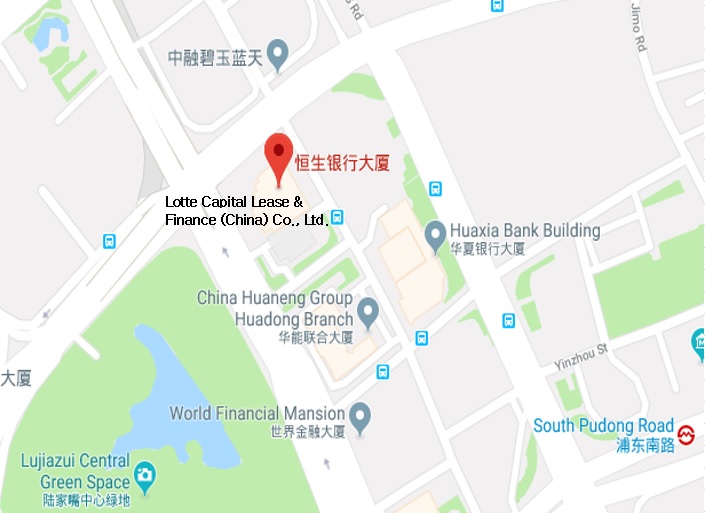 s Rd
Jimo Rd
中融碧玉蓝天
恒生银行大厦
Lotte Capital Lease &
Finance (China) Co., Ltd.
Huaxia Bank Building
华夏银行大厦
China Huaneng Group
Huadong Branch
华能联合大厦
Yinzhou St
大厦
World Financial Mansion
世界金融大厦
South Pudong Road
浦东南路
Lujiazui Central
Green Space
陆家嘴中心绿地